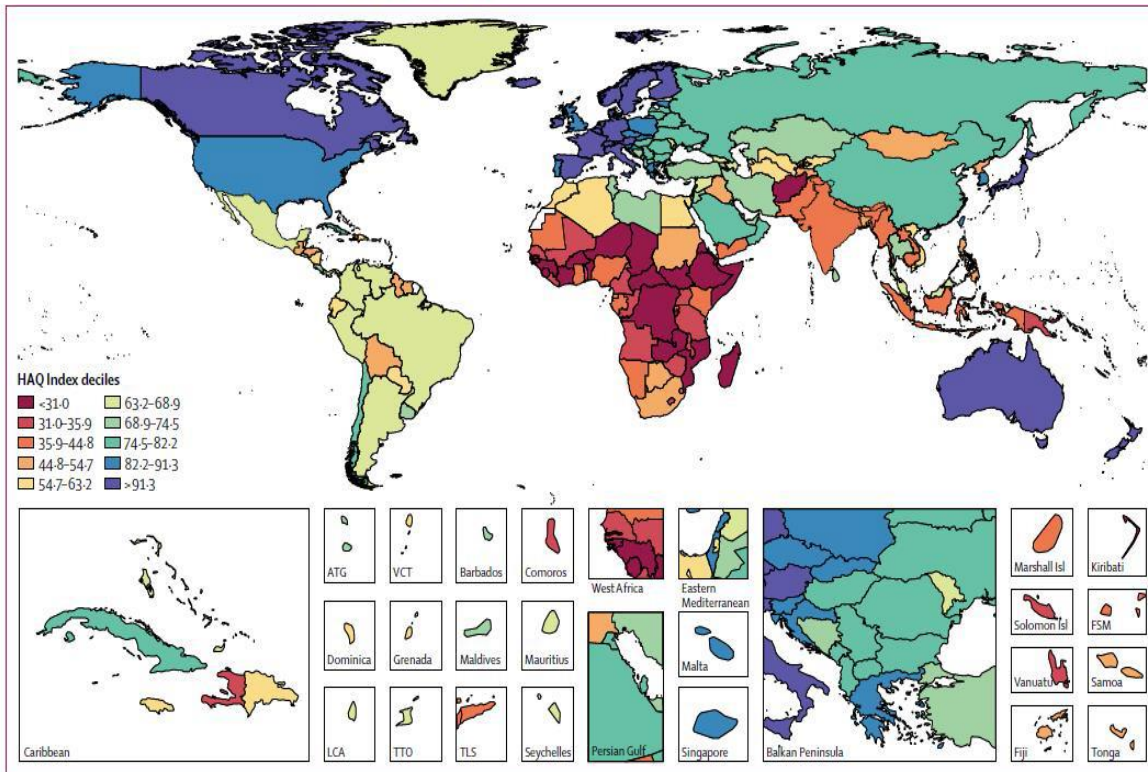 HAQ Index deciles
<31·0
31·0–35·9
35·9–44·8
44·8–54·7
54·7–63·2
63·2–68·9
68·9–74·5
74·5–82·2
82·2–91·3
>91·3
Caribbean
ATG
VCT
Barbados
Comoros
West Africa
Eastern
Mediterranean
Dominica
Grenada
Maldives
Mauritius
Malta
LCA
TTO
TLS
Seychelles
Persian Gulf
Singapore
Balkan Peninsula
Marshall Isl
Kiribati
Solomon Isl
FSM
Vanuatu
Samoa
Fiji
Tonga